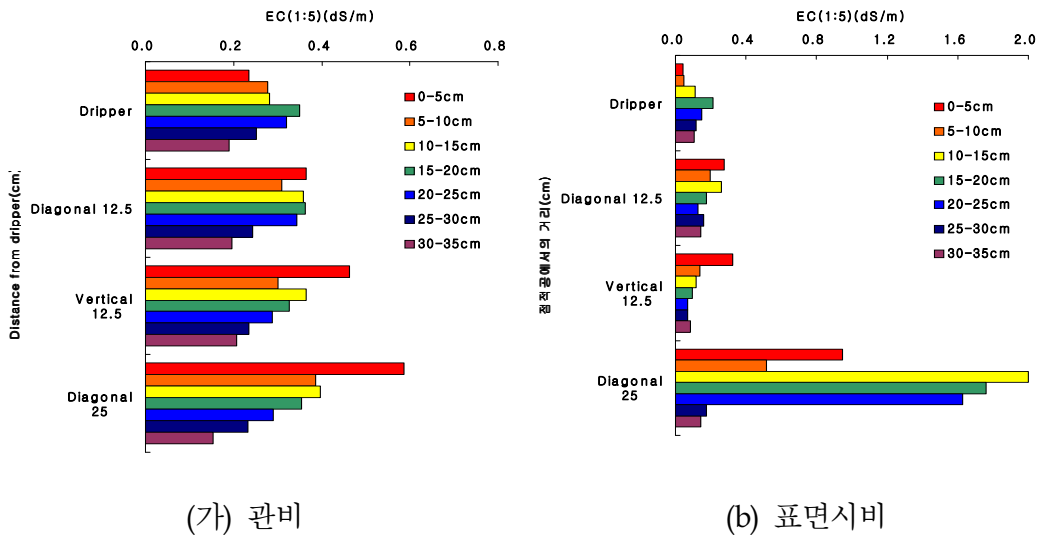 EC(1:5)(dS/m)
0.0 0.2 0.4 0.6 0.8
Distance from dripper(cm)
Dripper
Diagonal 12.5
Vertical
12.5
Diagonal
25
0-5cm
5-10cm
10-15cm
15-20cm
20-25cm
25-30cm
30-35cm
(가) 관비
EC(1:5)(dS/m)
0.0 0.4 0.8 1.2 1.6 2.0
점적공에서의 거리(cm)
Dripper
Diagonal 12.5
Vertical
12.5
Diagonal
25
0-5cm
5-10cm
10-15cm
15-20cm
20-25cm
25-30cm
30-35cm
(b) 표면시비